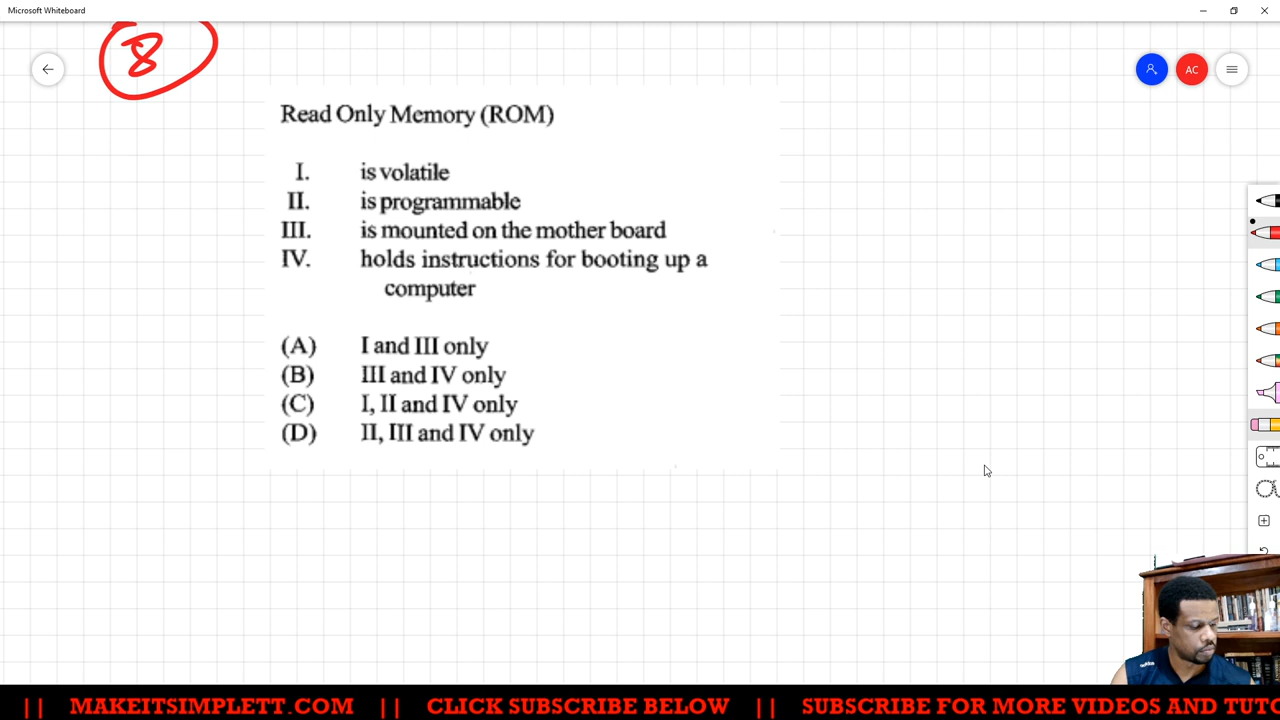 Microsoft Whiteboard
8
AC
Read Only Memory (ROM)
I. is volatile
II. is programmable
III. is mounted on the mother board
IV. holds instructions for booting up a
computer
(A) I and III only
(B) III and IV only
(C) I, II and IV only
(D) II, III and IV only
|| MAKEITSIMPLETT.COM || CLICK SUBSCRIBE BELOW || SUBSCRIBE FOR MORE VIDEOS AND TUTO